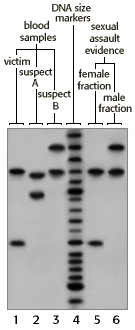 DNA size
markers
blood
samples
sexual
assault
evidence
victim
suspect
A
suspect
B
female
fraction
male
fraction
1 2 3 4 5 6